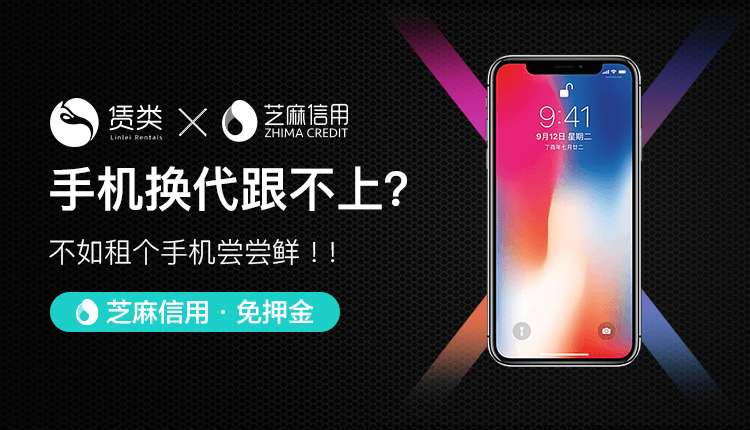 赁类
Linlei Rentals
芝麻信用
ZHIMA CREDIT
手机换代跟不上?
不如租个手机尝尝鲜!!
芝麻信用·免押金
9:41
9月12日 星期二
丁酉年七月廿二